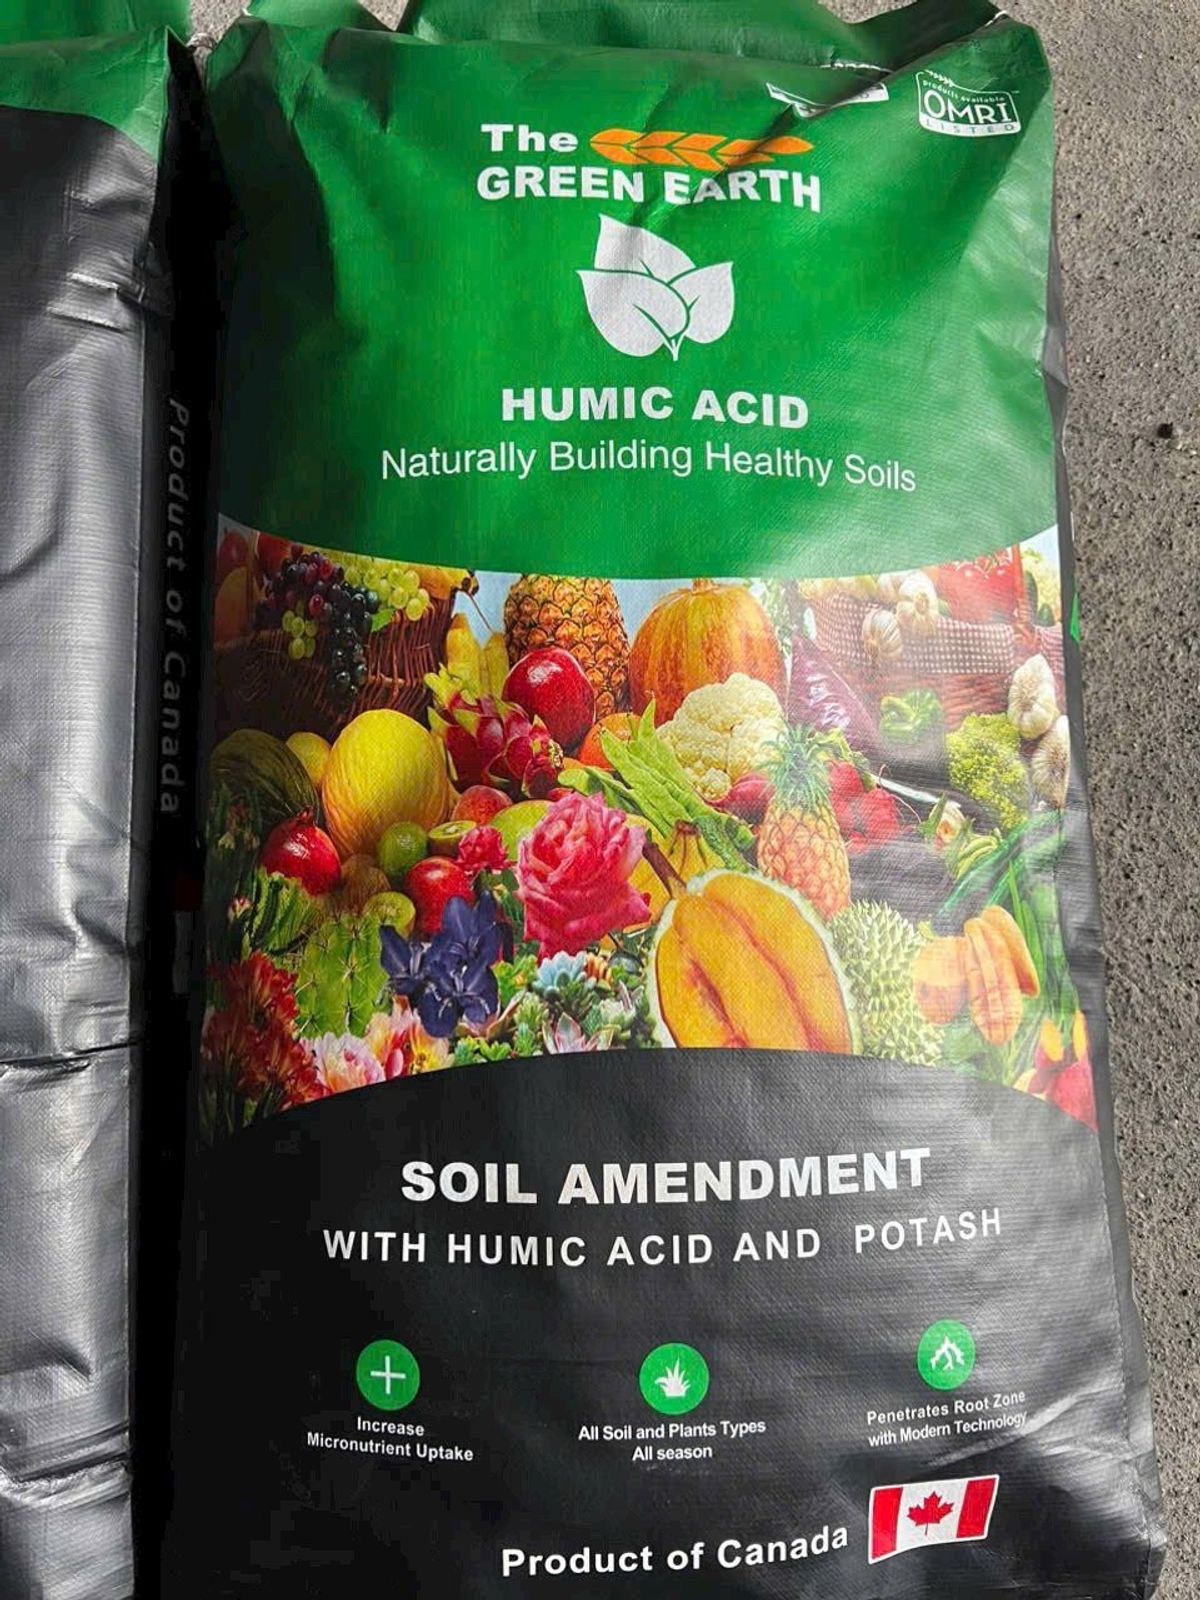 products available
OMRI
LISTED
The
GREEN EARTH
HUMIC ACID
Naturally Building Healthy Soils
Product of Canada
SOIL AMENDMENT
WITH HUMIC ACID AND POTASH
Increase
Micronutrient Uptake
All Soil and Plants Types
All season
Penetrates Root Zone
with Modern Technology
Product of Canada